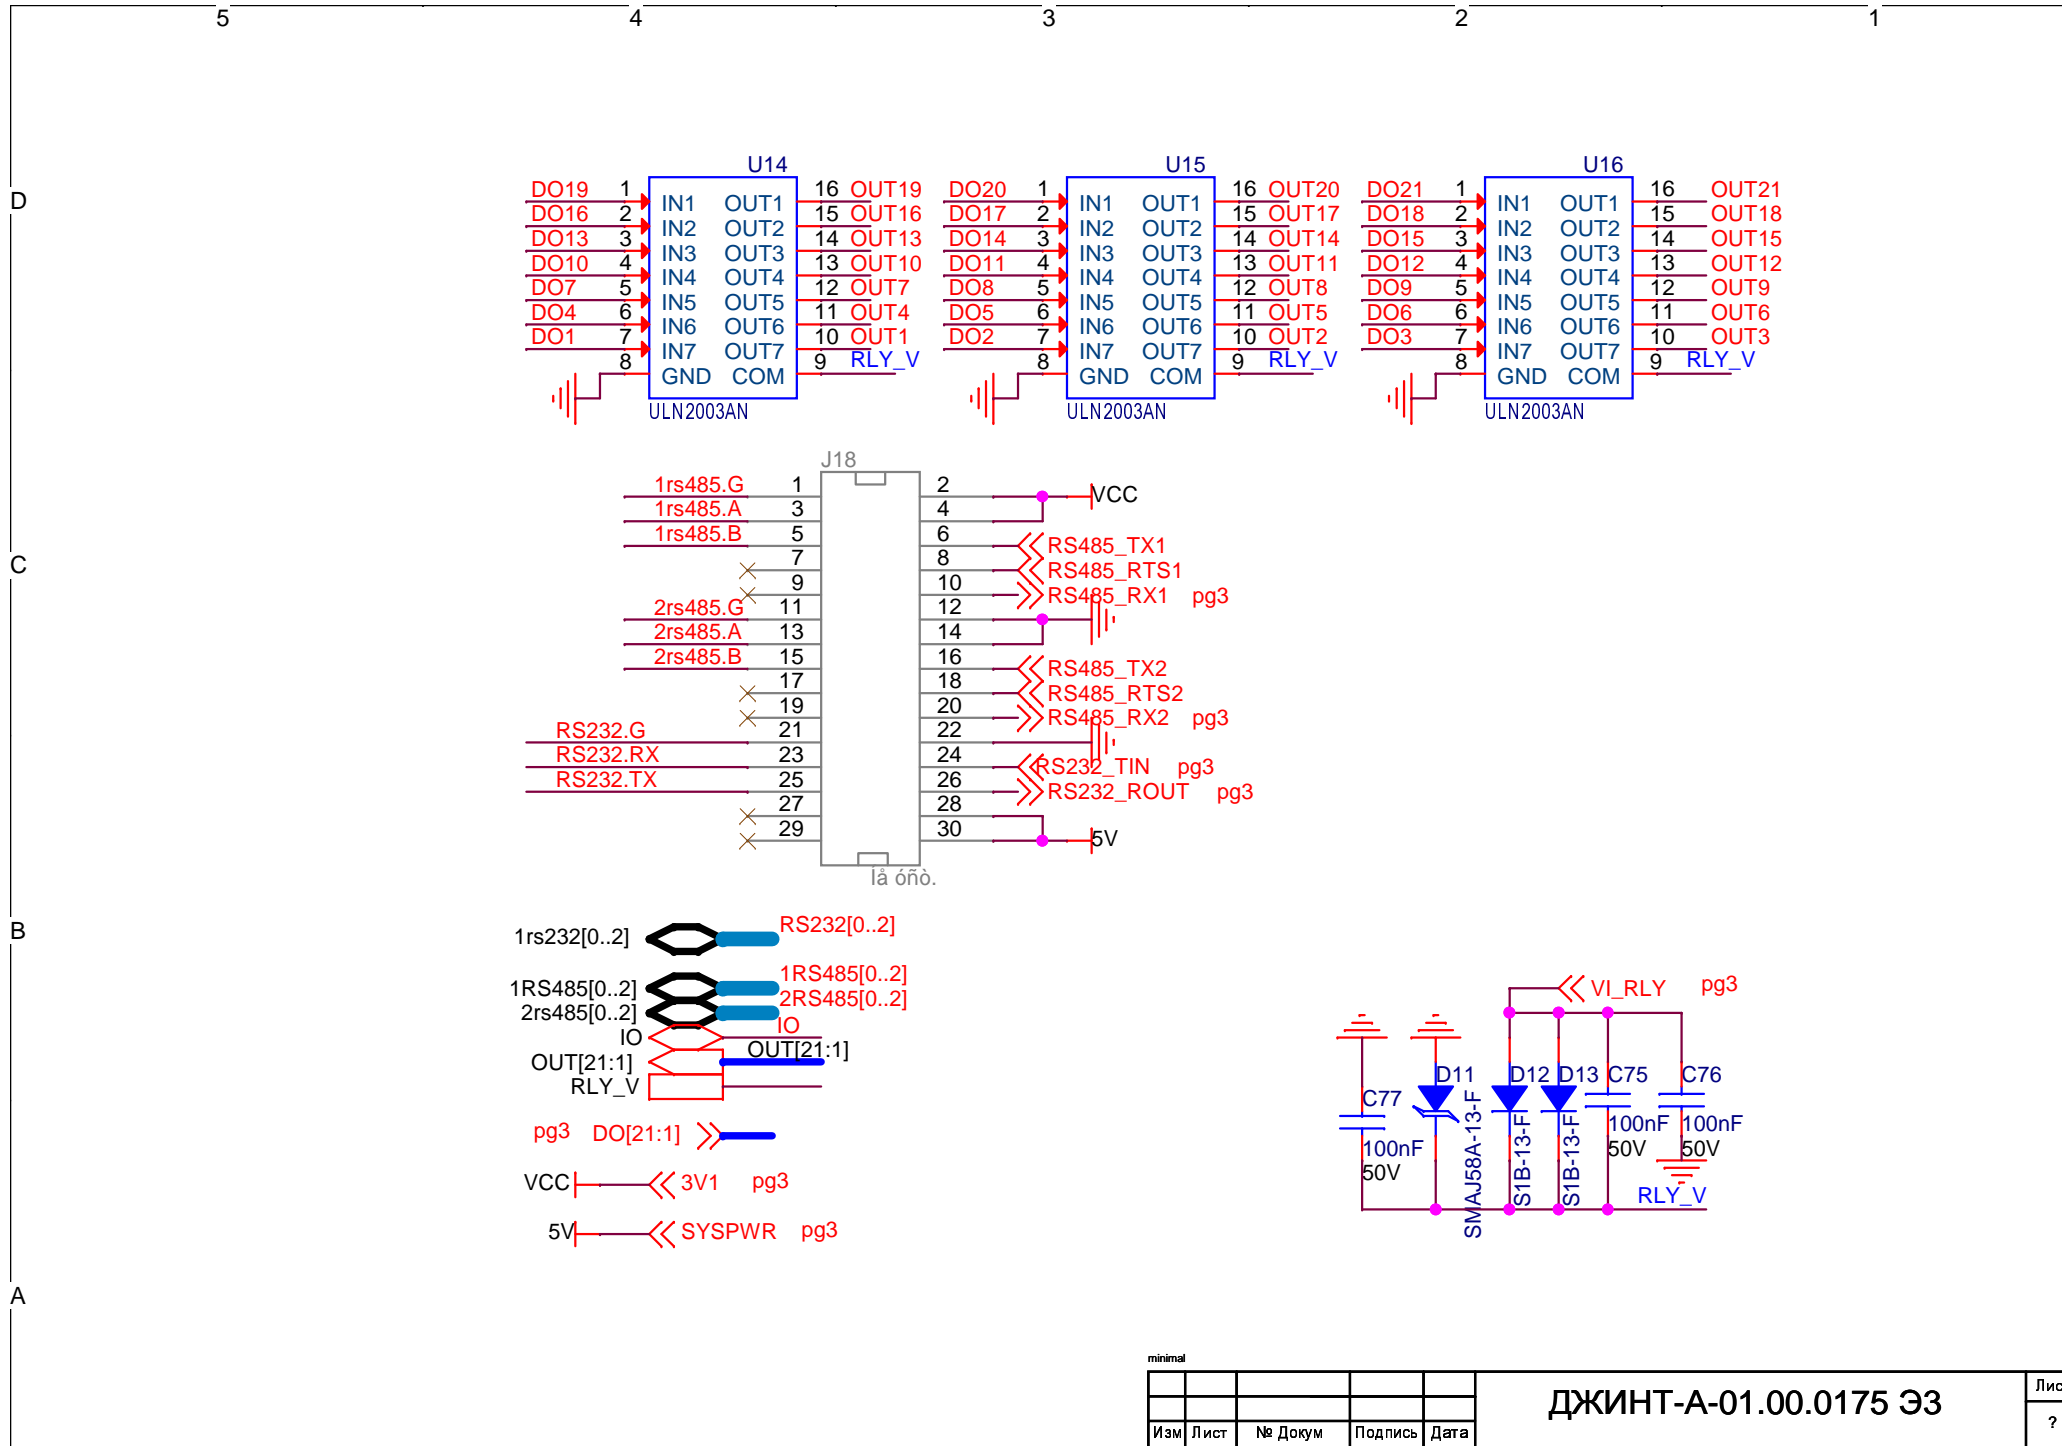 5 4 3 2 1
D
C
B
A
U14
DO19 1 IN1 OUT1 16 OUT19
DO16 2 IN2 OUT2 15 OUT16
DO13 3 IN3 OUT3 14 OUT13
DO10 4 IN4 OUT4 13 OUT10
DO7 5 IN5 OUT5 12 OUT7
DO4 6 IN6 OUT6 11 OUT4
DO1 7 IN7 OUT7 10 OUT1
8 GND COM 9 RLY_V
ULN2003AN
U15
DO20 1 IN1 OUT1 16 OUT20
DO17 2 IN2 OUT2 15 OUT17
DO14 3 IN3 OUT3 14 OUT14
DO11 4 IN4 OUT4 13 OUT11
DO8 5 IN5 OUT5 12 OUT8
DO5 6 IN6 OUT6 11 OUT5
DO2 7 IN7 OUT7 10 OUT2
8 GND COM 9 RLY_V
ULN2003AN
U16
DO21 1 IN1 OUT1 16 OUT21
DO18 2 IN2 OUT2 15 OUT18
DO15 3 IN3 OUT3 14 OUT15
DO12 4 IN4 OUT4 13 OUT12
DO9 5 IN5 OUT5 12 OUT9
DO6 6 IN6 OUT6 11 OUT6
DO3 7 IN7 OUT7 10 OUT3
8 GND COM 9 RLY_V
ULN2003AN
J18
1rs485.G 1 2 VCC
1rs485.A 3 4
1rs485.B 5 6 RS485_TX1
7 8 RS485_RTS1
9 10 RS485_RX1 pg3
2rs485.G 11 12
2rs485.A 13 14
2rs485.B 15 16 RS485_TX2
17 18 RS485_RTS2
19 20 RS485_RX2 pg3
RS232.G 21 22
RS232.RX 23 24 RS232_TIN pg3
RS232.TX 25 26 RS232_ROUT pg3
27 28
29 30 5V
Íå óñò.
1rs232[0..2] RS232[0..2]
1RS485[0..2] 1RS485[0..2]
2rs485[0..2] 2RS485[0..2]
IO IO
OUT[21:1] OUT[21:1]
RLY_V
pg3 DO[21:1]
VCC 3V1 pg3
5V SYSPWR pg3
VI_RLY pg3
C77
100nF
50V
D11
SMAJ58A-13-F
D12
S1B-13-F
D13
S1B-13-F
C75
100nF
50V
C76
100nF
50V
RLY_V
minimal
Изм Лист № Докум Подпись Дата
ДЖИНТ-А-01.00.0175 ЭЗ
Лис
?